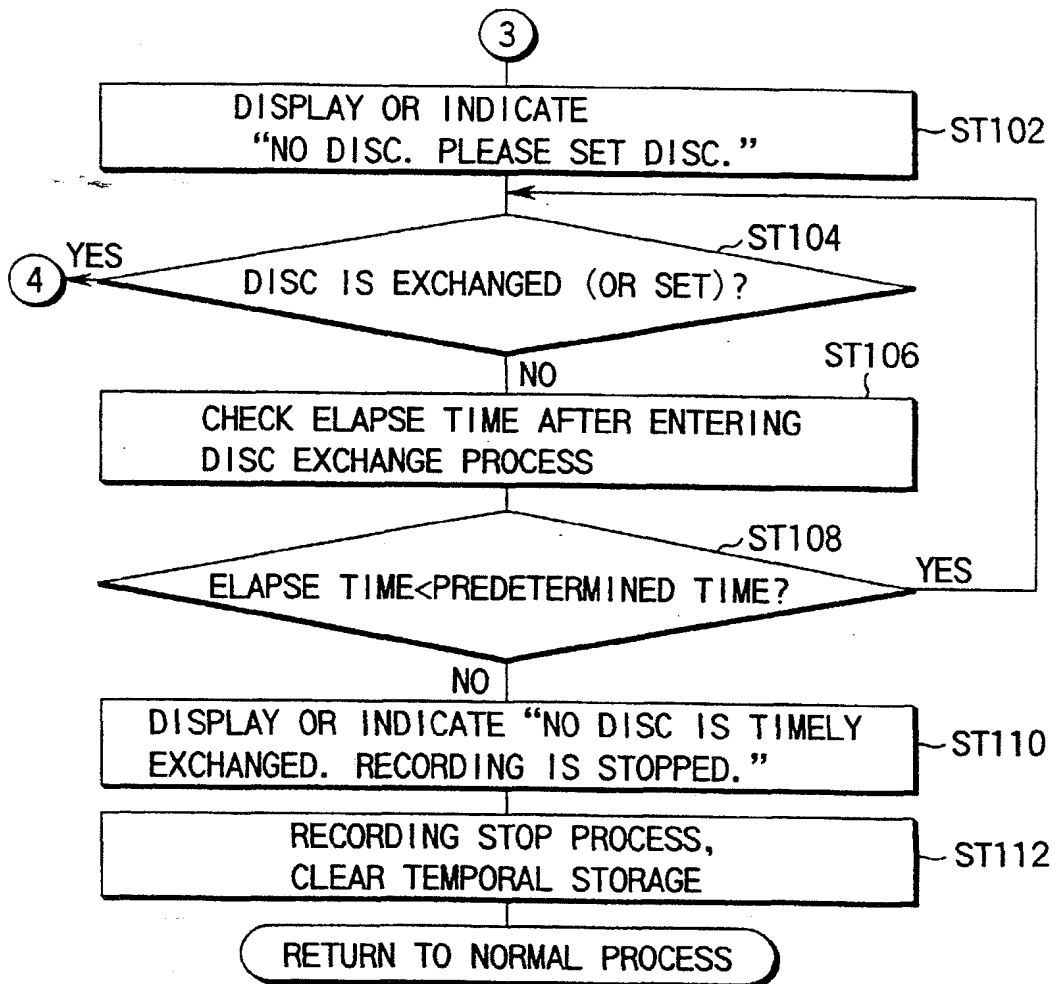 3
DISPLAY OR INDICATE
“NO DISC. PLEASE SET DISC.”
ST102
ST104
YES
4
DISC IS EXCHANGED (OR SET)?
NO
ST106
CHECK ELAPSE TIME AFTER ENTERING
DISC EXCHANGE PROCESS
ST108
YES
ELAPSE TIME<PREDETERMINED TIME?
NO
DISPLAY OR INDICATE “NO DISC IS TIMELY
EXCHANGED. RECORDING IS STOPPED.”
ST110
RECORDING STOP PROCESS,
CLEAR TEMPORAL STORAGE
ST112
RETURN TO NORMAL PROCESS